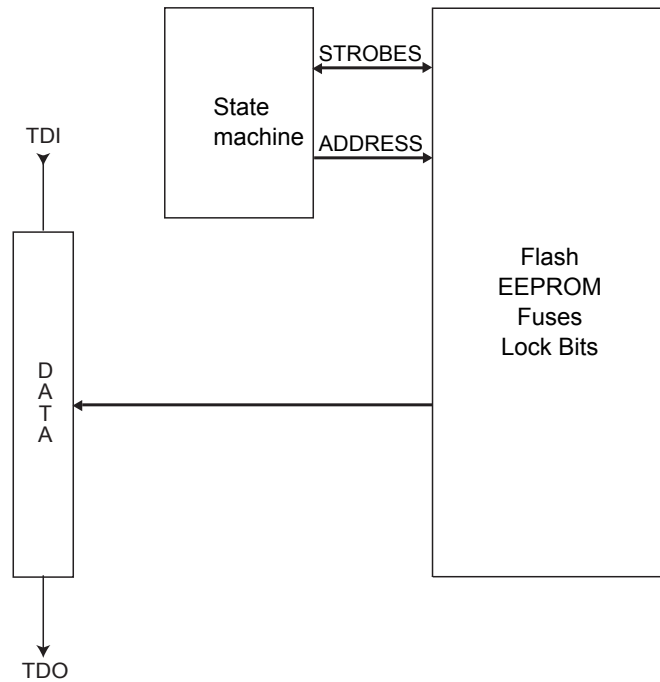 STROBES
State
machine
ADDRESS
TDI
Flash
EEPROM
Fuses
Lock Bits
D
A
T
A
TDO